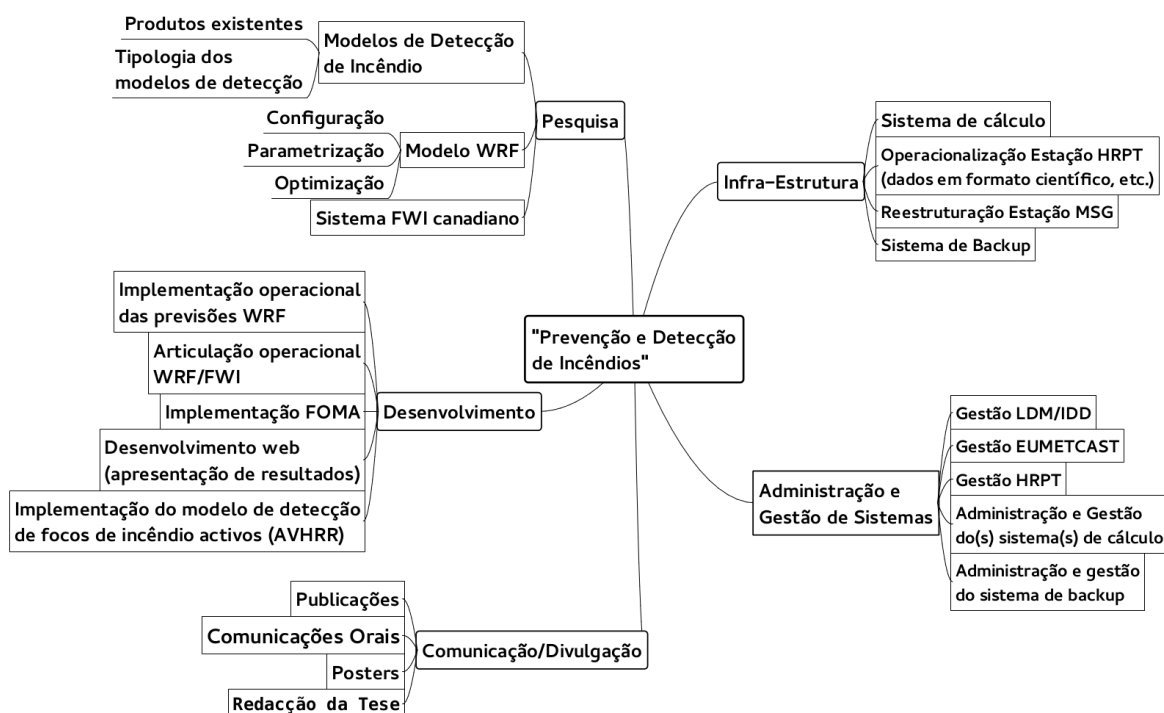 Produtos existentes
Tipologia dos
modelos de detecção
Modelos de Detecção
de Incêndio
Configuração
Parametrização
Optimização
Modelo WRF
Sistema FWI canadiano
Pesquisa
Implementação operacional
das previsões WRF
Articulação operacional
WRF/FWI
Implementação FOMA
Desenvolvimento web
(apresentação de resultados)
Implementação do modelo de detecção
de focos de incêndio activos (AVHRR)
Desenvolvimento
Publicações
Comunicações Orais
Posters
Redacção da Tese
Comunicação/Divulgação
"Prevenção e Detecção
de Incêndios"
Infra-Estrutura
Sistema de cálculo
Operacionalização Estação HRPT
(dados em formato científico, etc.)
Reestruturação Estação MSG
Sistema de Backup
Administração e
Gestão de Sistemas
Gestão LDM/IDD
Gestão EUMETCAST
Gestão HRPT
Administração e Gestão
do(s) sistema(s) de cálculo
Administração e gestão
do sistema de backup